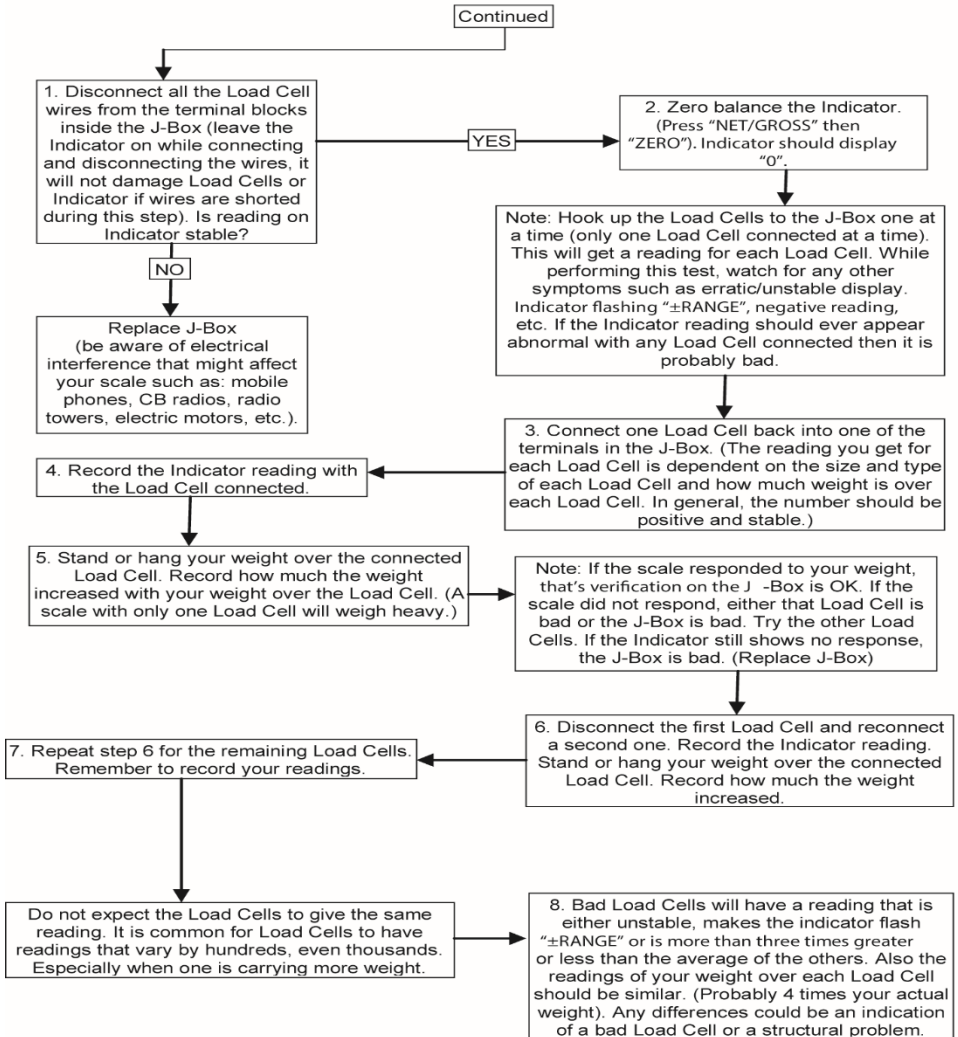 Continued
1. Disconnect all the Load Cell
wires from the terminal blocks
inside the J-Box (leave the
Indicator on while connecting
and disconnecting the wires, it
will not damage Load Cells or
Indicator if wires are shorted
during this step). Is reading on
Indicator stable?
YES
2. Zero balance the Indicator.
(Press “NET/GROSS” then
“ZERO”). Indicator should display
“0”.
NO
Replace J-Box
(be aware of electrical
interference that might affect
your scale such as: mobile
phones, CB radios, radio
towers, electric motors, etc.).
Note: Hook up the Load Cells to the J-Box one at
a time (only one Load Cell connected at a time).
This will get a reading for each Load Cell. While
performing this test, watch for any other
symptoms such as erratic/unstable display.
Indicator flashing “±RANGE”, negative reading,
etc. If the Indicator reading should ever appear
abnormal with any Load Cell connected then it is
probably bad.
3. Connect one Load Cell back into one of the
terminals in the J-Box. (The reading you get for
each Load Cell is dependent on the size and type
of each Load Cell and how much weight is over
each Load Cell. In general, the number should be
positive and stable.)
4. Record the Indicator reading with
the Load Cell connected.
5. Stand or hang your weight over the connected
Load Cell. Record how much the weight
increased with your weight over the Load Cell. (A
scale with only one Load Cell will weigh heavy.)
Note: If the scale responded to your weight,
that’s verification on the J -Box is OK. If the
scale did not respond, either that Load Cell is
bad or the J-Box is bad. Try the other Load
Cells. If the Indicator still shows no response,
the J-Box is bad. (Replace J-Box)
6. Disconnect the first Load Cell and reconnect
a second one. Record the Indicator reading.
Stand or hang your weight over the connected
Load Cell. Record how much the weight
increased.
7. Repeat step 6 for the remaining Load Cells.
Remember to record your readings.
Do not expect the Load Cells to give the same
reading. It is common for Load Cells to have
readings that vary by hundreds, even thousands.
Especially when one is carrying more weight.
8. Bad Load Cells will have a reading that is
either unstable, makes the indicator flash
“±RANGE” or is more than three times greater
or less than the average of the others. Also the
readings of your weight over each Load Cell
should be similar. (Probably 4 times your actual
weight). Any differences could be an indication
of a bad Load Cell or a structural problem.